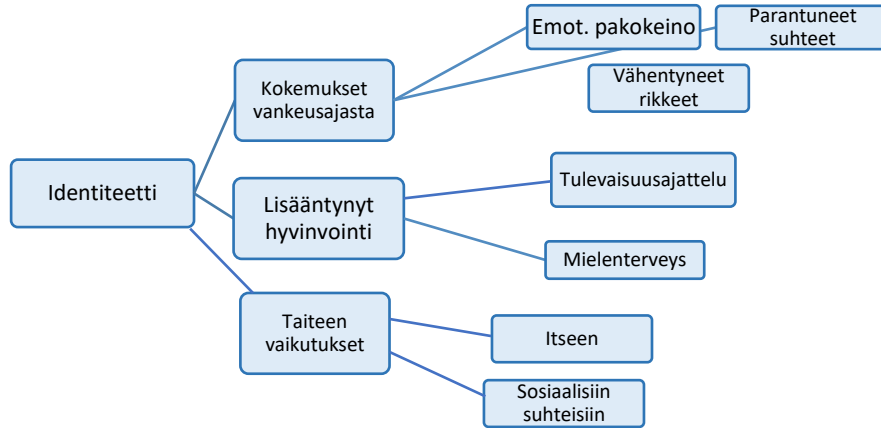 Emot. pakokeino
Parantuneet
suhteet
Kokemukset
vankeusajasta
Vähentyneet
rikkeet
Identiteetti
Lisääntynyt
hyvinvointi
Tulevaisuusajattelu
Mielenterveys
Taiteen
vaikutukset
Itseen
Sosiaalisiin
suhteisiin